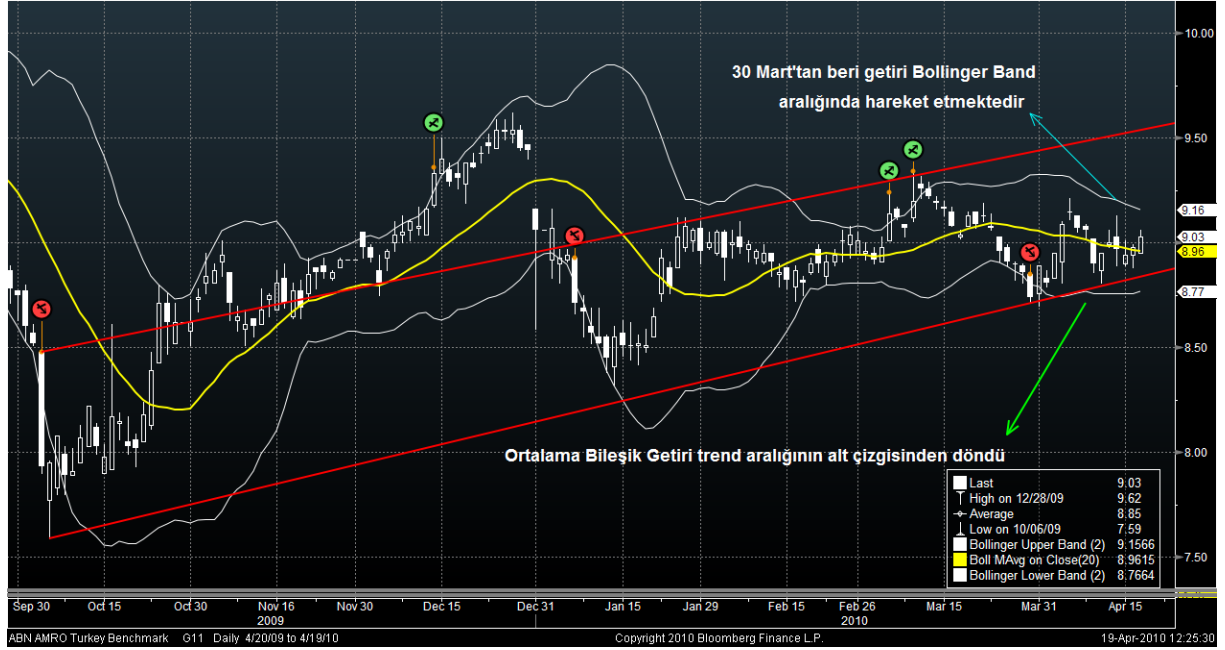 10.00
30 Mart'tan beri getiri Bollinger Band
aralığında hareket etmektedir
9.50
9.16
9.03
8.96
8.77
8.50
Ortalama Bileşik Getiri trend aralığının alt çizgisinden döndü
8.00
Last 9.03
High on 12/28/09 9.62
Average 8.85
Low on 10/06/09 7.59
Bollinger Upper Band (2) 9.1566
Boll MAvg on Close(20) 8.9615
Bollinger Lower Band (2) 8.7664
7.50
Sep 30 Oct 15 Oct 30 Nov 16 Nov 30 Dec 15 Dec 31 Jan 15 Jan 29 Feb 15 Feb 26 Mar 15 Mar 31 Apr 15
2009 2010
ABN AMRO Turkey Benchmark G11 Daily 4/20/09 to 4/19/10 Copyright 2010 Bloomberg Finance L.P. 19-Apr-2010 12:25:30